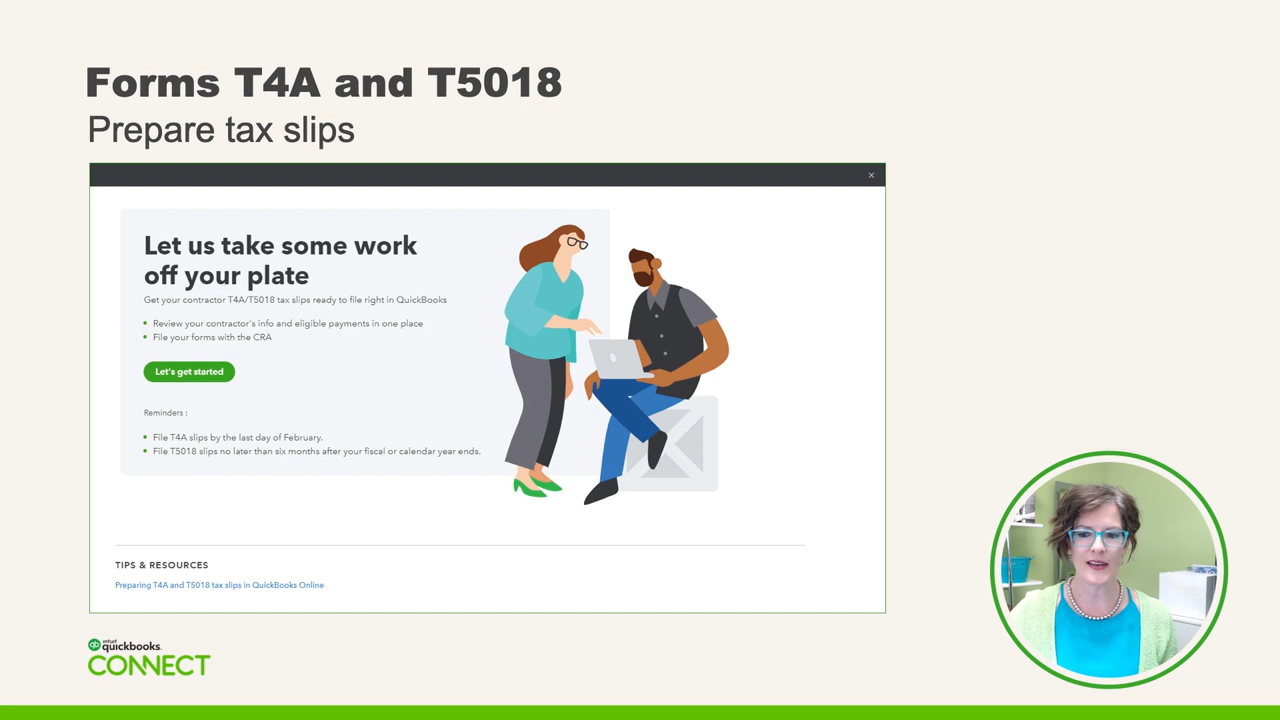 Forms T4A and T5018
Prepare tax slips
×
Let us take some work
off your plate
Get your contractor T4A/T5018 tax slips ready to file right in QuickBooks
• Review your contractor's info and eligible payments in one place
• File your forms with the CRA
Let's get started
Reminders :
• File T4A slips by the last day of February.
• File T5018 slips no later than six months after your fiscal or calendar year ends.
TIPS & RESOURCES
Preparing T4A and T5018 tax slips in QuickBooks Online
qb intuit
quickbooks.
CONNECT